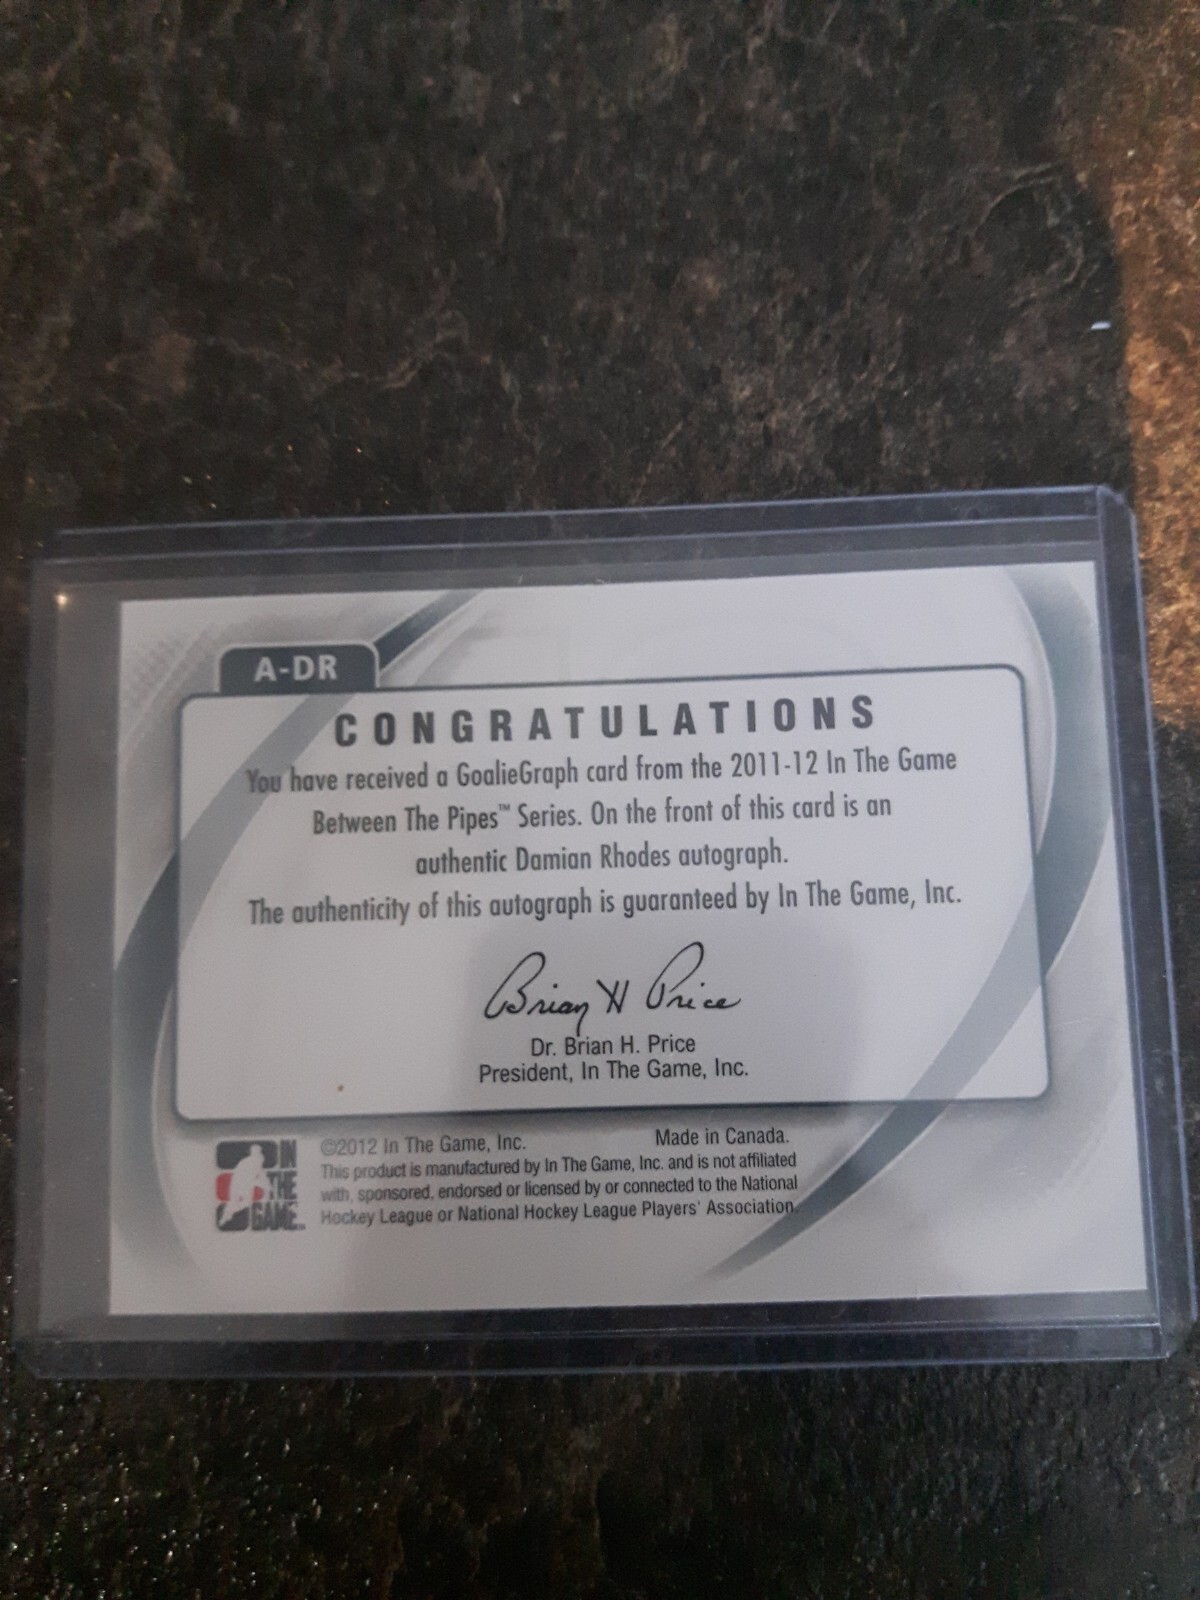 A-DR
CONGRATULATIONS
You have received a GoalieGraph card from the 2011-12 In The Game
Between The Pipes™ Series. On the front of this card is an
authentic Damian Rhodes autograph.
The authenticity of this autograph is guaranteed by In The Game, Inc.
Brian H Price
Dr. Brian H. Price
President, In The Game, Inc.
IN
THE
GAME
©2012 In The Game, Inc. Made in Canada.
This product is manufactured by In The Game, Inc. and is not affiliated
with, sponsored, endorsed or licensed by or connected to the National
Hockey League or National Hockey League Players' Association.